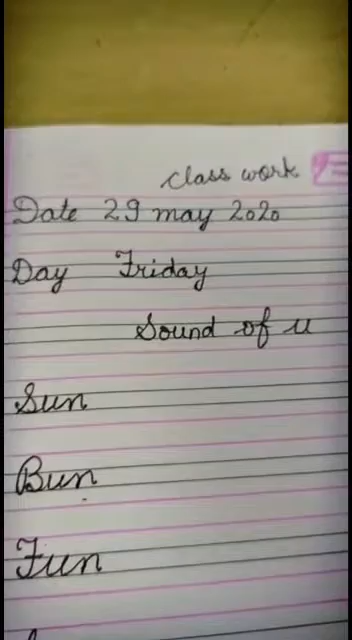 class work
Date 29 may 2020
Day Friday
Sound of u
Sun
Bun
Fun